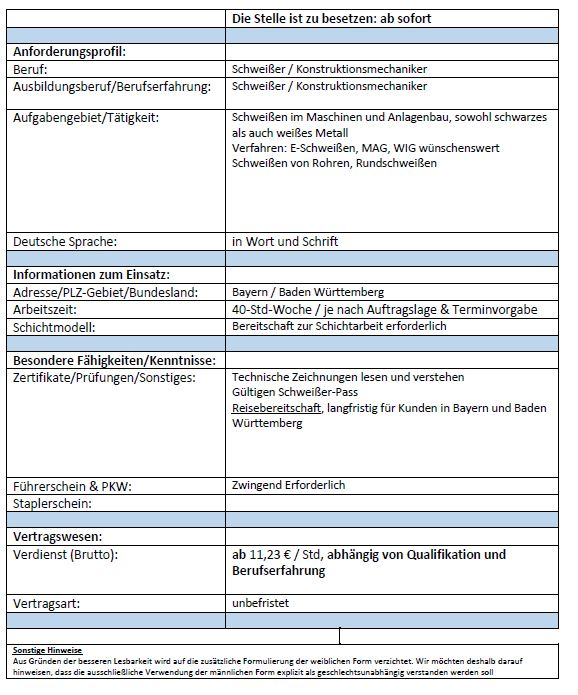 Die Stelle ist zu besetzen: ab sofort
Anforderungsprofil:
Beruf: Schweißer / Konstruktionsmechaniker
Ausbildungsberuf/Berufserfahrung: Schweißer / Konstruktionsmechaniker
Aufgabengebiet/Tätigkeit: Schweißen im Maschinen und Anlagenbau, sowohl schwarzes
als auch weißes Metall
Verfahren: E-Schweißen, MAG, WIG wünschenswert
Schweißen von Rohren, Rundschweißen
Deutsche Sprache: in Wort und Schrift
Informationen zum Einsatz:
Adresse/PLZ-Gebiet/Bundesland: Bayern / Baden Württemberg
Arbeitszeit: 40-Std-Woche / je nach Auftragslage & Terminvorgabe
Schichtmodell: Bereitschaft zur Schichtarbeit erforderlich
Besondere Fähigkeiten/Kenntnisse:
Zertifikate/Prüfungen/Sonstiges: Technische Zeichnungen lesen und verstehen
Gültigen Schweißer-Pass
Reisebereitschaft, langfristig für Kunden in Bayern und Baden
Württemberg
Führerschein & PKW: Zwingend Erforderlich
Staplerschein:
Vertragswesen:
Verdienst (Brutto): ab 11,23 € / Std, abhängig von Qualifikation und
Berufserfahrung
Vertragsart: unbefristet
Sonstige Hinweise
Aus Gründen der besseren Lesbarkeit wird auf die zusätzliche Formulierung der weiblichen Form verzichtet. Wir möchten deshalb darauf
hinweisen, dass die ausschließliche Verwendung der männlichen Form explizit als geschlechtsunabhängig verstanden werden soll